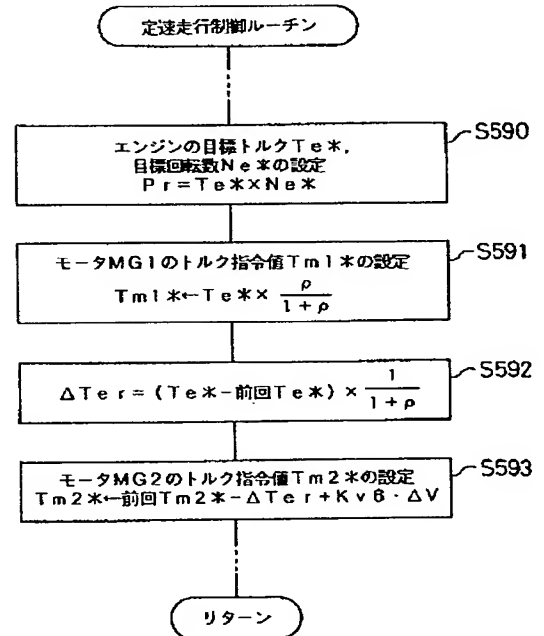 定速走行制御ルーチン
S590
エンジンの目標トルクTe*,
目標回転数Ne*の設定
Pr=Te*×Ne*
S591
モータMG1のトルク指令値Tm1*の設定
Tm1*←Te*× ρ/1+ρ
S592
ΔTer=(Te*-前回Te*)× 1/1+ρ
S593
モータMG2のトルク指令値Tm2*の設定
Tm2*←前回Tm2*-ΔTer+Kv6・ΔV
リターン